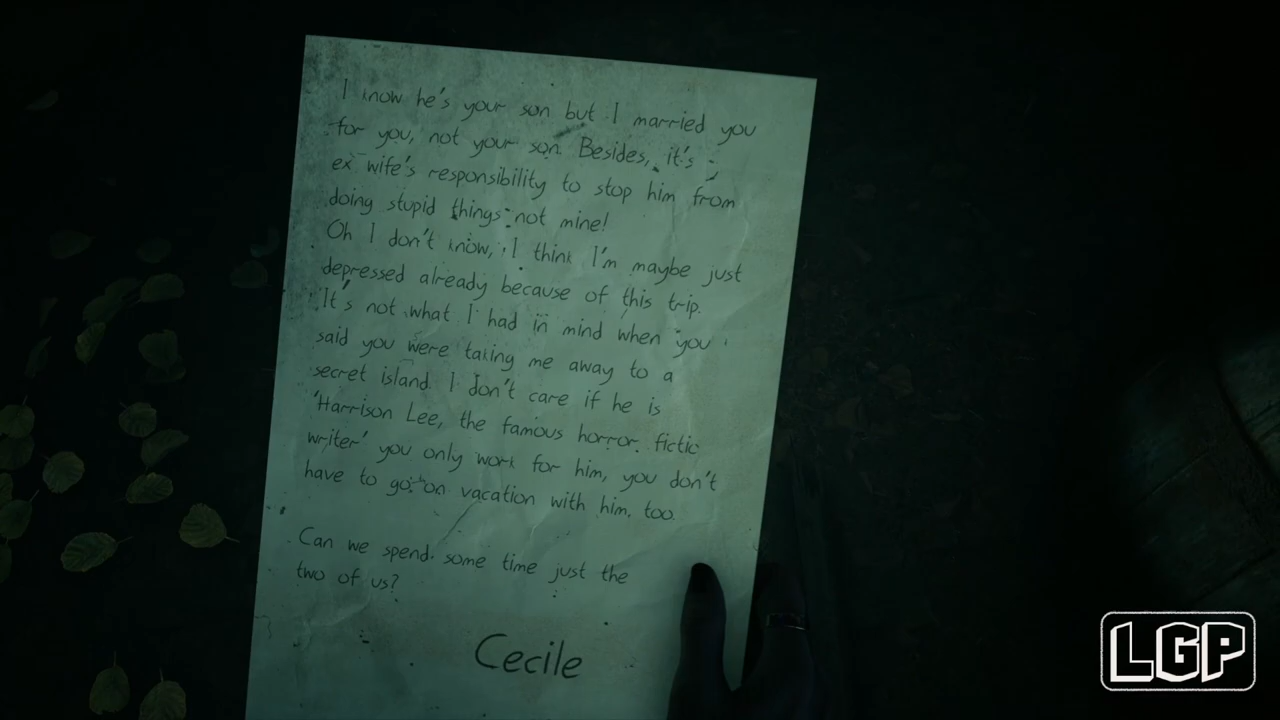 I know he's your son but I married you
for you, not your son. Besides, it's
ex wife's responsibility to stop him from
doing stupid things not mine!
Oh I don't know, I think I'm maybe just
depressed already because of this trip.
It's not what I had in mind when you
said you were taking me away to a
secret island. I don't care if he is
'Harrison Lee, the famous horror fictic
writer' you only work for him, you don't
have to go on vacation with him. too.
Can we spend some time just the
two of us?
Cecile
LGP